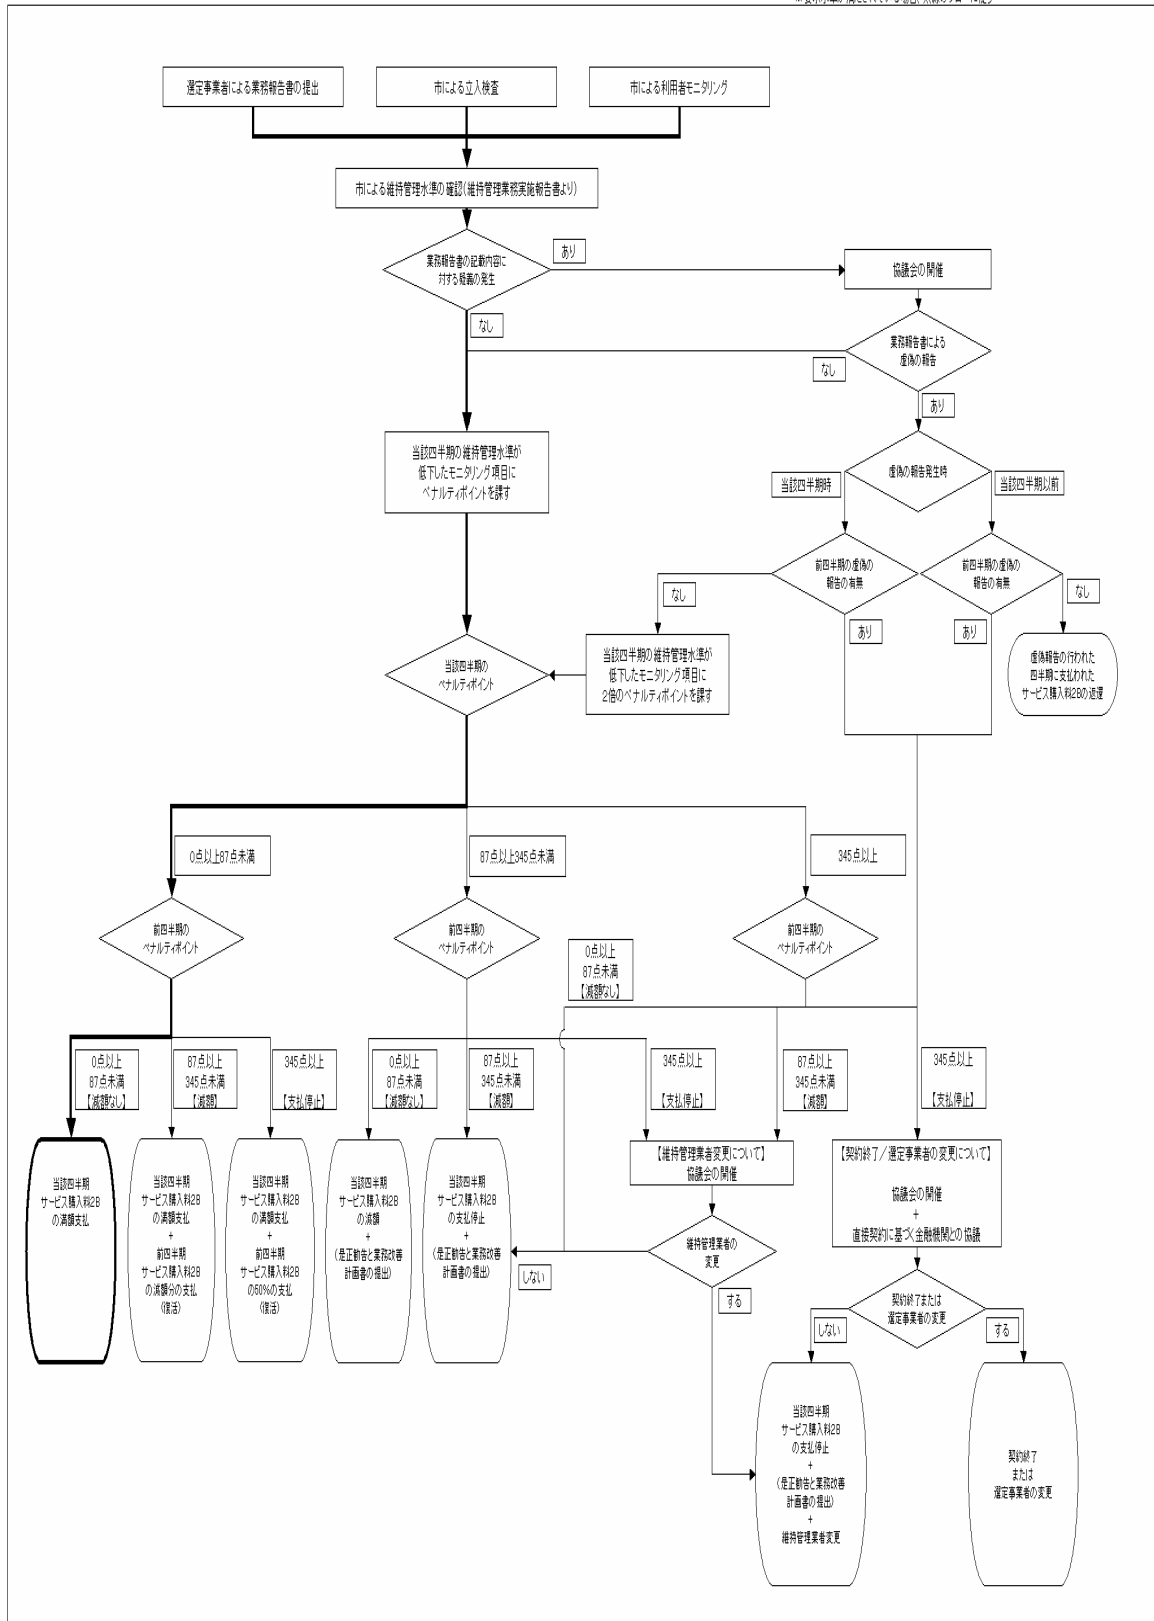 選定事業者による業務報告書の提出
市による立入検査
市による利用者モニタリング
市による維持管理水準の確認(維持管理業務実施報告書より)
業務報告書の記載内容に
対する疑義の発生
あり
協議会の開催
なし
業務報告書による
虚偽の報告
なし
あり
当該四半期の維持管理水準が
低下したモニタリング項目に
ペナルティポイントを課す
虚偽の報告発生時
当該四半期時
当該四半期以前
前四半期の虚偽の
報告の有無
前四半期の虚偽の
報告の有無
なし
なし
あり
あり
当該四半期の
ペナルティポイント
当該四半期の維持管理水準が
低下したモニタリング項目に
2倍のペナルティポイントを課す
虚偽報告の行われた
四半期に支払われた
サービス購入料2Bの返還
0点以上87点未満
87点以上345点未満
345点以上
前四半期の
ペナルティポイント
前四半期の
ペナルティポイント
前四半期の
ペナルティポイント
0点以上
87点未満
【減額なし】
0点以上
87点未満
【減額なし】
87点以上
345点未満
【減額】
345点以上
【支払停止】
0点以上
87点未満
【減額なし】
87点以上
345点未満
【減額】
345点以上
【支払停止】
87点以上
345点未満
【減額】
345点以上
【支払停止】
当該四半期
サービス購入料2B
の満額支払
当該四半期
サービス購入料2B
の満額支払
+
前四半期
サービス購入料2B
の減額分の支払
(復活)
当該四半期
サービス購入料2B
の満額支払
+
前四半期
サービス購入料2B
の50%の支払
(復活)
当該四半期
サービス購入料2B
の減額
+
(是正勧告と業務改善
計画書の提出)
当該四半期
サービス購入料2B
の支払停止
+
(是正勧告と業務改善
計画書の提出)
【維持管理業者変更について】
協議会の開催
【契約終了/選定事業者の変更について】
協議会の開催
+
直接契約に基づく金融機関との協議
維持管理業者の
変更
しない
する
契約終了または
選定事業者の変更
しない
する
当該四半期
サービス購入料2B
の支払停止
+
(是正勧告と業務改善
計画書の提出)
+
維持管理業者変更
契約終了
または
選定事業者の変更